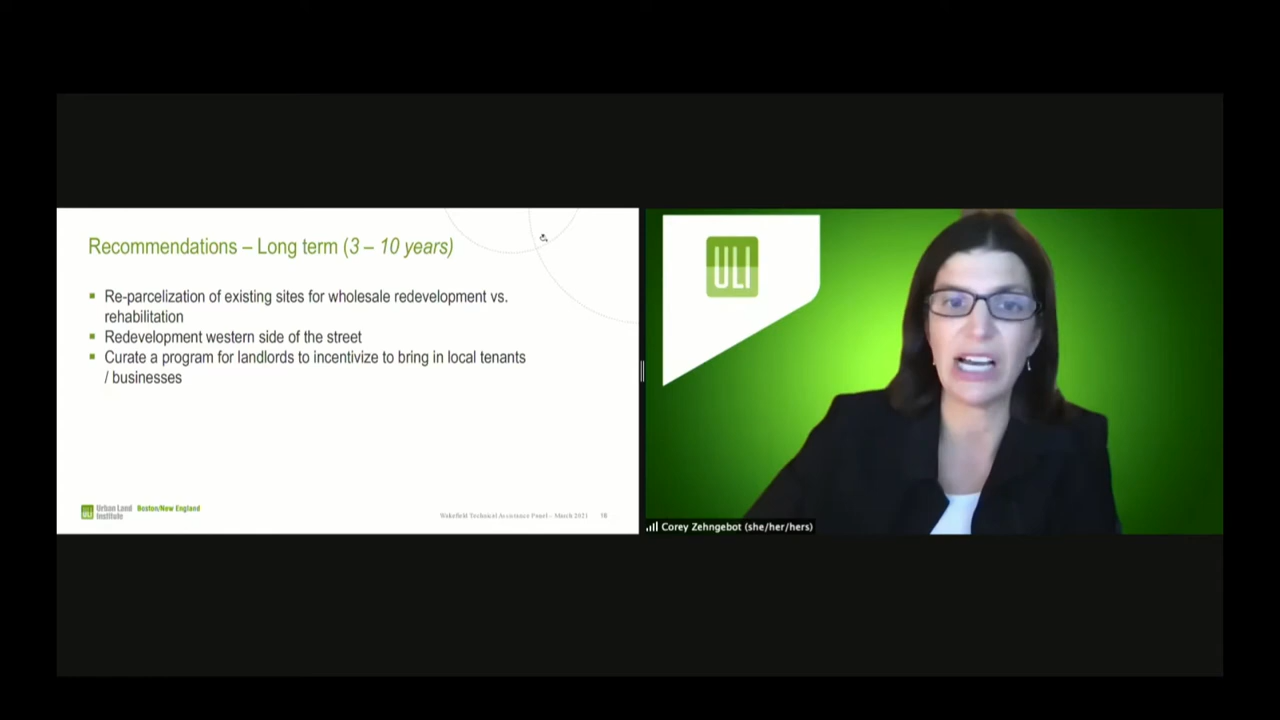 Recommendations – Long term (3 – 10 years)
▪ Re-parcelization of existing sites for wholesale redevelopment vs.
rehabilitation
▪ Redevelopment western side of the street
▪ Curate a program for landlords to incentivize to bring in local tenants
/ businesses
ULI Urban Land
Institute
Boston/New England
Wakefield Technical Assistance Panel – March 2021 18
ULI
Corey Zehngebot (she/her/hers)